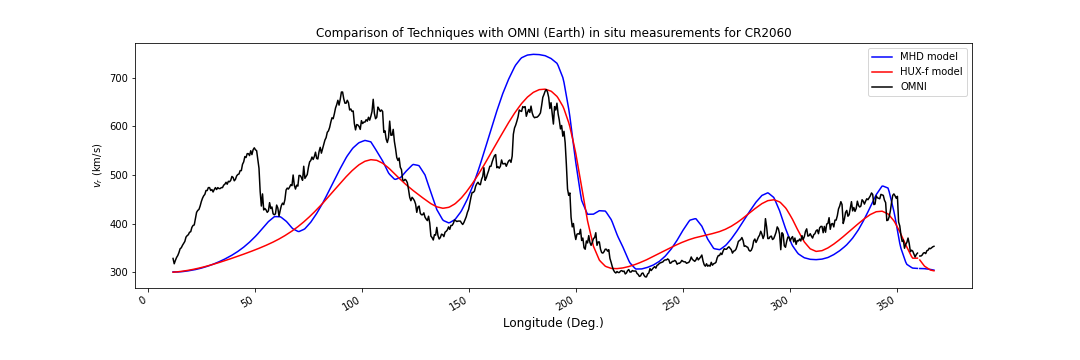 Comparison of Techniques with OMNI (Earth) in situ measurements for CR2060
MHD model
HUX-f model
OMNI
700
600
500
400
300
v_r (km/s)
0
50
100
150
200
250
300
350
Longitude (Deg.)